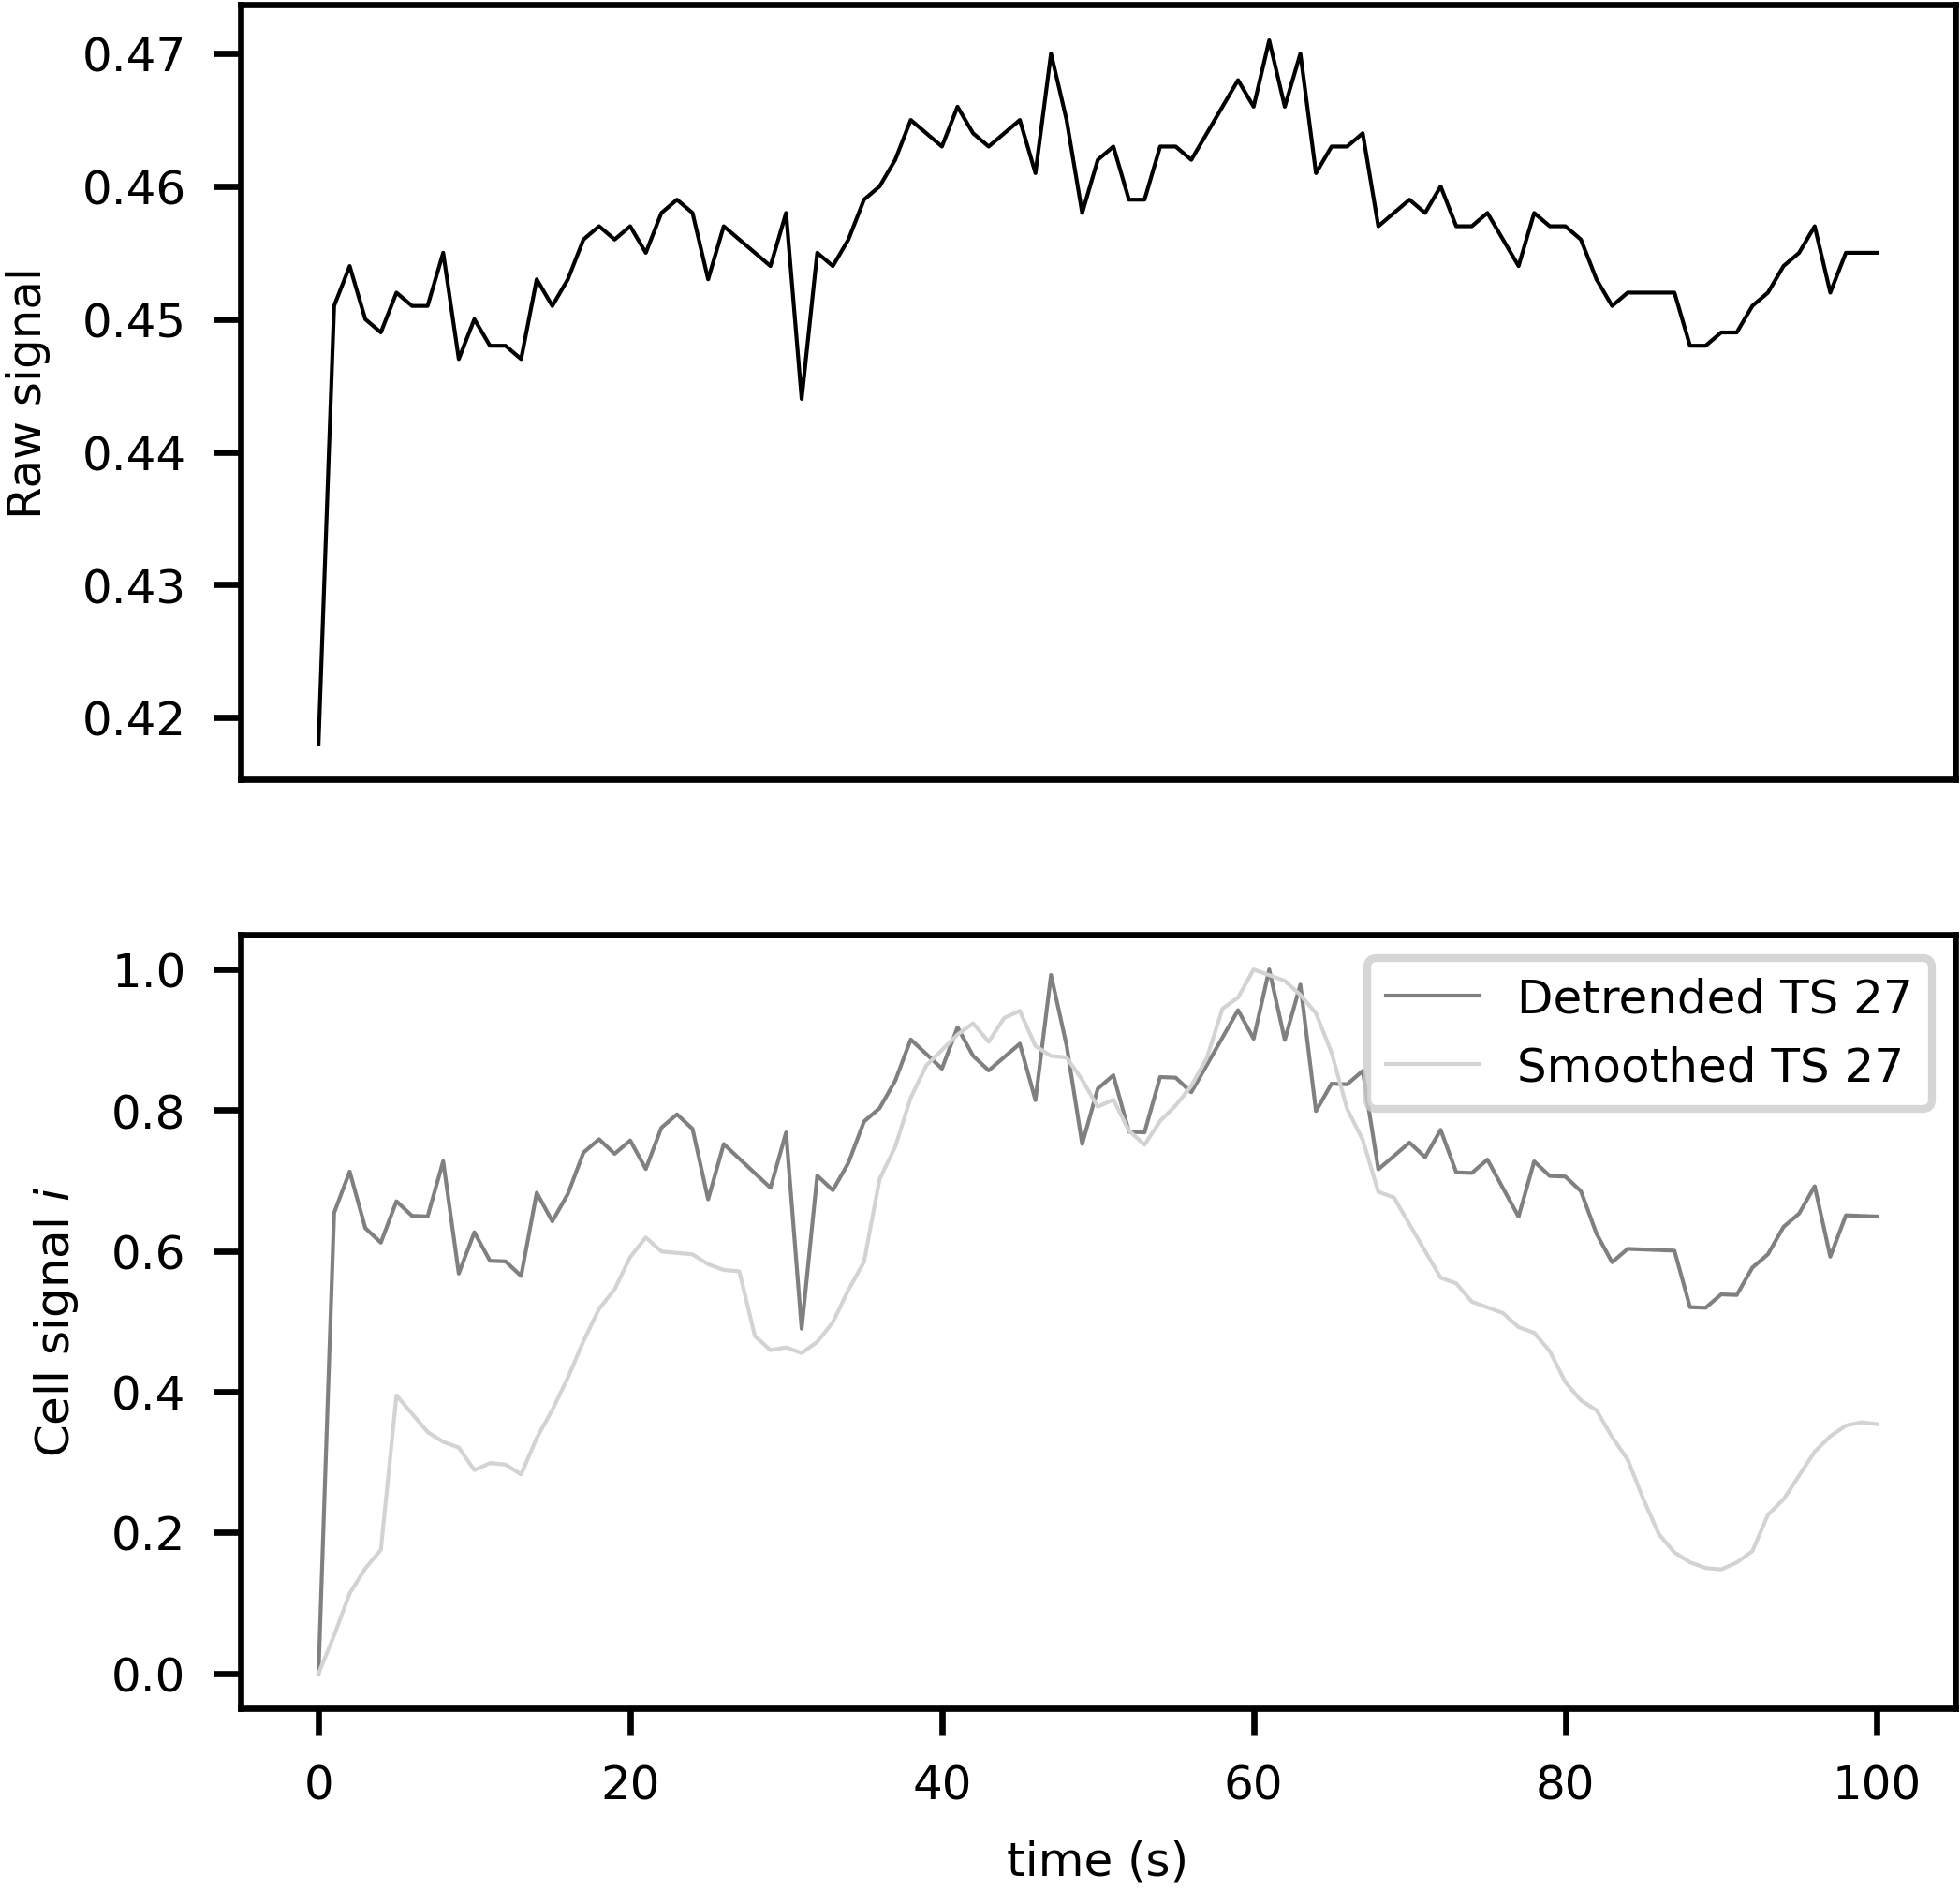 Raw signal
0.47
0.46
0.45
0.44
0.43
0.42
Cell signal i
1.0
0.8
0.6
0.4
0.2
0.0
Detrended TS 27
Smoothed TS 27
0 20 40 60 80 100
time (s)